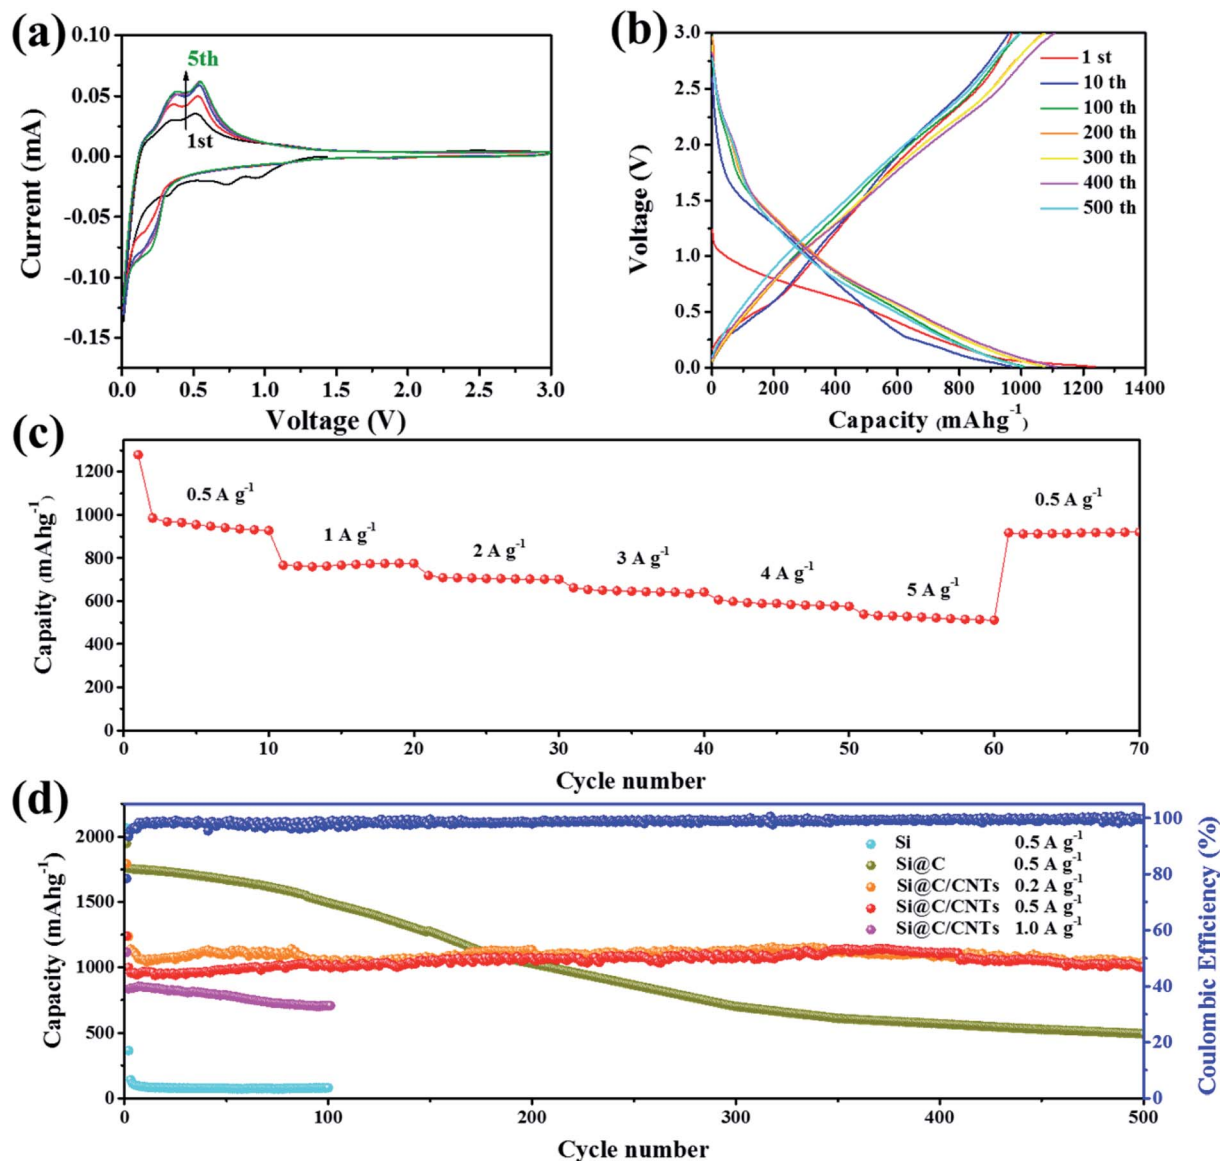 (a)
0.10
0.05
0.00
-0.05
-0.10
-0.15
Current (mA)
5th
1st
0.0 0.5 1.0 1.5 2.0 2.5 3.0
Voltage (V)
(b)
3.0
2.5
2.0
1.5
1.0
0.5
0.0
Voltage (V)
1 st
10 th
100 th
200 th
300 th
400 th
500 th
0 200 400 600 800 1000 1200 1400
Capacity (mAhg⁻¹)
(c)
1200
1000
800
600
400
200
0
Capaity (mAhg⁻¹)
0.5 A g⁻¹
1 A g⁻¹
2 A g⁻¹
3 A g⁻¹
4 A g⁻¹
5 A g⁻¹
0.5 A g⁻¹
0 10 20 30 40 50 60 70
Cycle number
(d)
2000
1750
1500
1250
1000
750
500
250
0
Capacity (mAhg⁻¹)
Si 0.5 A g⁻¹
Si@C 0.5 A g⁻¹
Si@C/CNTs 0.2 A g⁻¹
Si@C/CNTs 0.5 A g⁻¹
Si@C/CNTs 1.0 A g⁻¹
100
80
60
40
20
0
Coulombic Efficiency (%)
0 100 200 300 400 500
Cycle number